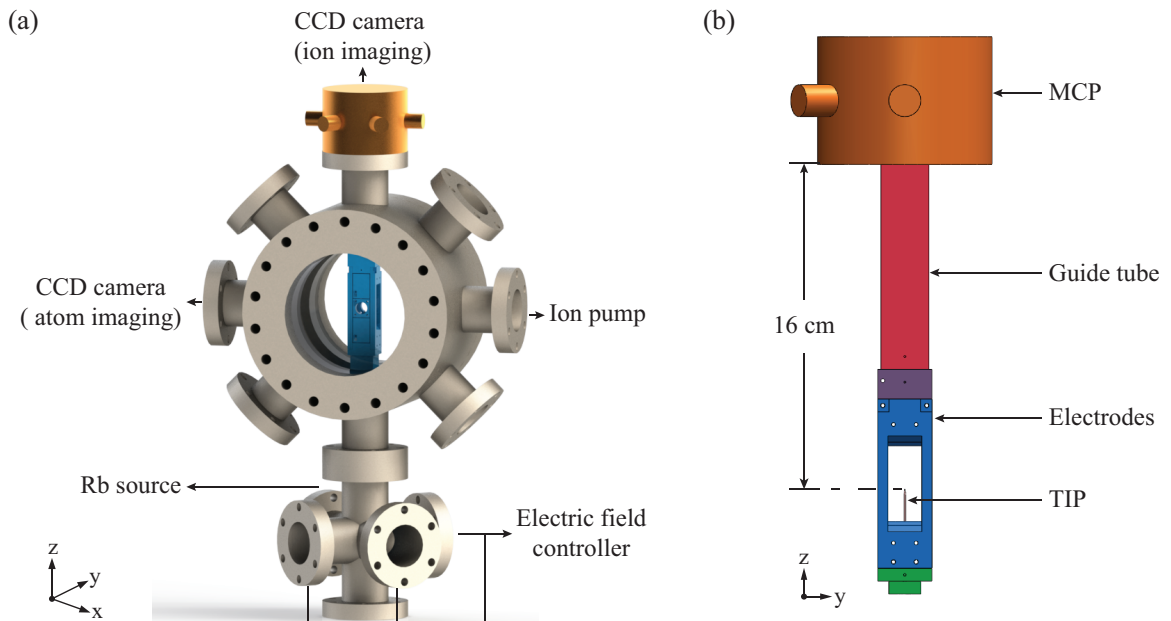 (a)
CCD camera
(ion imaging)
CCD camera
( atom imaging)
Ion pump
Rb source
Electric field
controller
z
y
x
(b)
MCP
Guide tube
16 cm
Electrodes
TIP
z
y